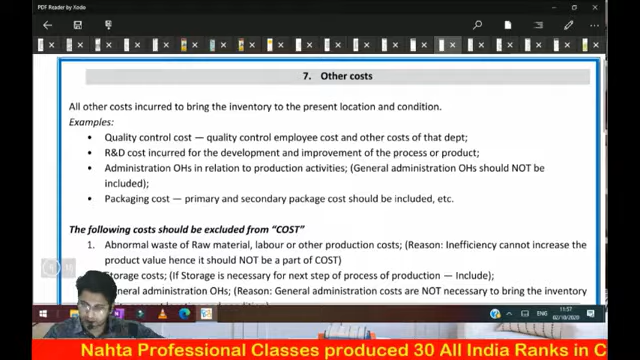 PDF Reader by Xodo
7. Other costs
All other costs incurred to bring the inventory to the present location and condition.
Examples:
• Quality control cost — quality control employee cost and other costs of that dept;
• R&D cost incurred for the development and improvement of the process or product;
• Administration OHs in relation to production activities; (General administration OHs should NOT be
included);
• Packaging cost — primary and secondary package cost should be included, etc.
The following costs should be excluded from "COST"
1. Abnormal waste of Raw material, labour or other production costs; (Reason: Inefficiency cannot increase the
product value hence it should NOT be a part of COST)
Storage costs; (If Storage is necessary for next step of process of production — Include);
General administration OHs; (Reason: General administration costs are NOT necessary to bring the inventory
11:57
02/10/2020
Nahta Professional Classes produced 30 All India Ranks in C